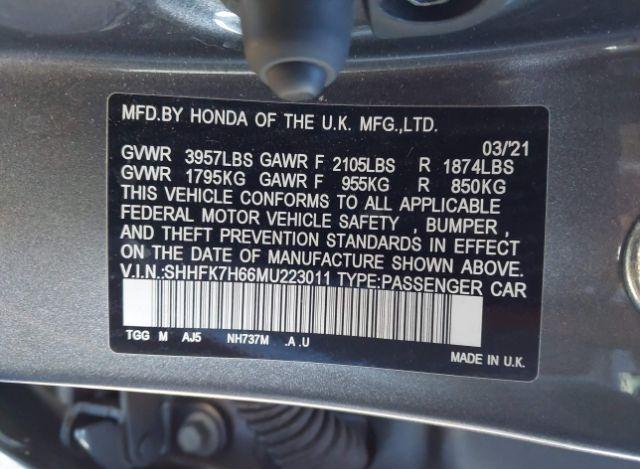 MFD.BY HONDA OF THE U.K. MFG.,LTD.
03/'21
GVWR 3957LBS GAWR F 2105LBS R 1874LBS
GVWR 1795KG GAWR F 955KG R 850KG
THIS VEHICLE CONFORMS TO ALL APPLICABLE
FEDERAL MOTOR VEHICLE SAFETY , BUMPER ,
AND THEFT PREVENTION STANDARDS IN EFFECT
ON THE DATE OF MANUFACTURE SHOWN ABOVE.
V.I.N.:SHHFK7H66MU223011 TYPE:PASSENGER CAR
TGG M AJ5 NH737M .A .U
MADE IN U.K.